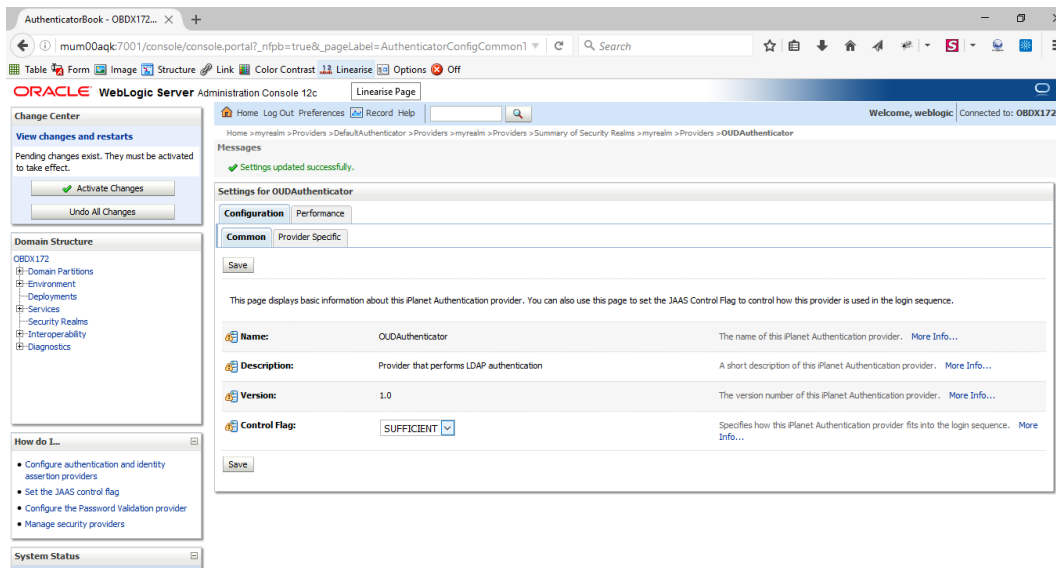 AuthenticatorBook - OBDX172...
mum00aqk:7001/console/console.portal?_nfpb=true&_pageLabel=AuthenticatorConfigCommonT
Search
Table Form Image Structure Link Color Contrast Linearise Options Off
Linearise Page
ORACLE WebLogic Server Administration Console 12c
Change Center
View changes and restarts
Pending changes exist. They must be activated
to take effect.
Activate Changes
Undo All Changes
Domain Structure
OBDX172
Domain Partitions
Environment
Deployments
Services
Security Realms
Interoperability
Diagnostics
How do I...
Configure authentication and identity
assertion providers
Set the JAAS control flag
Configure the Password Validation provider
Manage security providers
System Status
Home Log Out Preferences Record Help
Welcome, weblogic Connected to: OBDX172
Home >myrealm >Providers >DefaultAuthenticator >Providers >myrealm >Providers >Summary of Security Realms >myrealm >Providers >OUDAuthenticator
Messages
Settings updated successfully.
Settings for OUDAuthenticator
Configuration Performance
Common Provider Specific
Save
This page displays basic information about this iPlanet Authentication provider. You can also use this page to set the JAAS Control Flag to control how this provider is used in the login sequence.
Name: OUDAuthenticator The name of this iPlanet Authentication provider. More Info...
Description: Provider that performs LDAP authentication A short description of this iPlanet Authentication provider. More Info...
Version: 1.0 The version number of this iPlanet Authentication provider. More Info...
Control Flag: SUFFICIENT Specifies how this iPlanet Authentication provider fits into the login sequence. More
Info...
Save